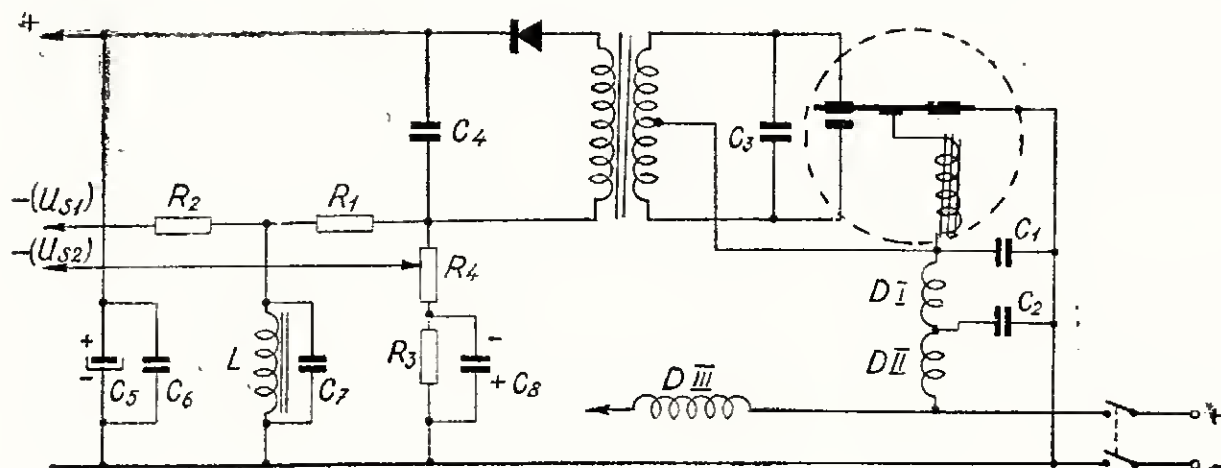 +
C4
C3
-(US1)
R2
R1
-(US2)
R4
C1
DI
C2
DII
+
-
C5
C6
L
C7
R3
-
+ C8
DIII
+
-